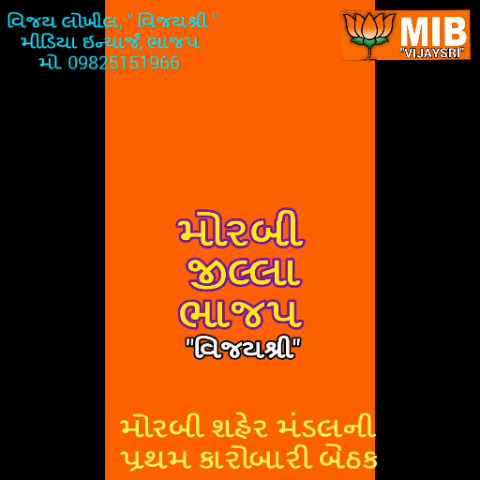 વિજય લોખીલ, " વિજયશ્રી "
મીડિયા ઇન્ચાર્જ, ભાજપ
મો. 09825151966
MIB
"VIJAYSRI"
મોરબી
જીલ્લા
ભાજપ
"વિજયશ્રી"
મોરબી શહેર મંડલની
પ્રથમ કારોબારી બેઠક